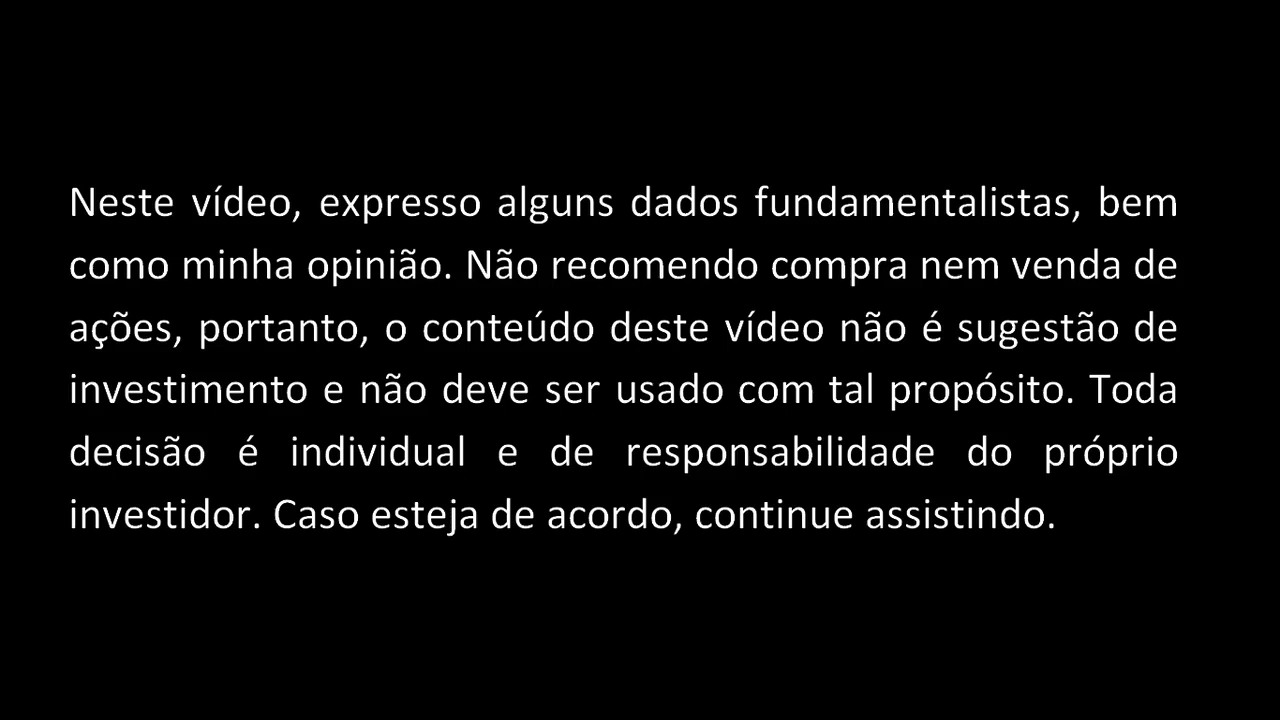 Neste vídeo, expresso alguns dados fundamentalistas, bem
como minha opinião. Não recomendo compra nem venda de
ações, portanto, o conteúdo deste vídeo não é sugestão de
investimento e não deve ser usado com tal propósito. Toda
decisão é individual e de responsabilidade do próprio
investidor. Caso esteja de acordo, continue assistindo.